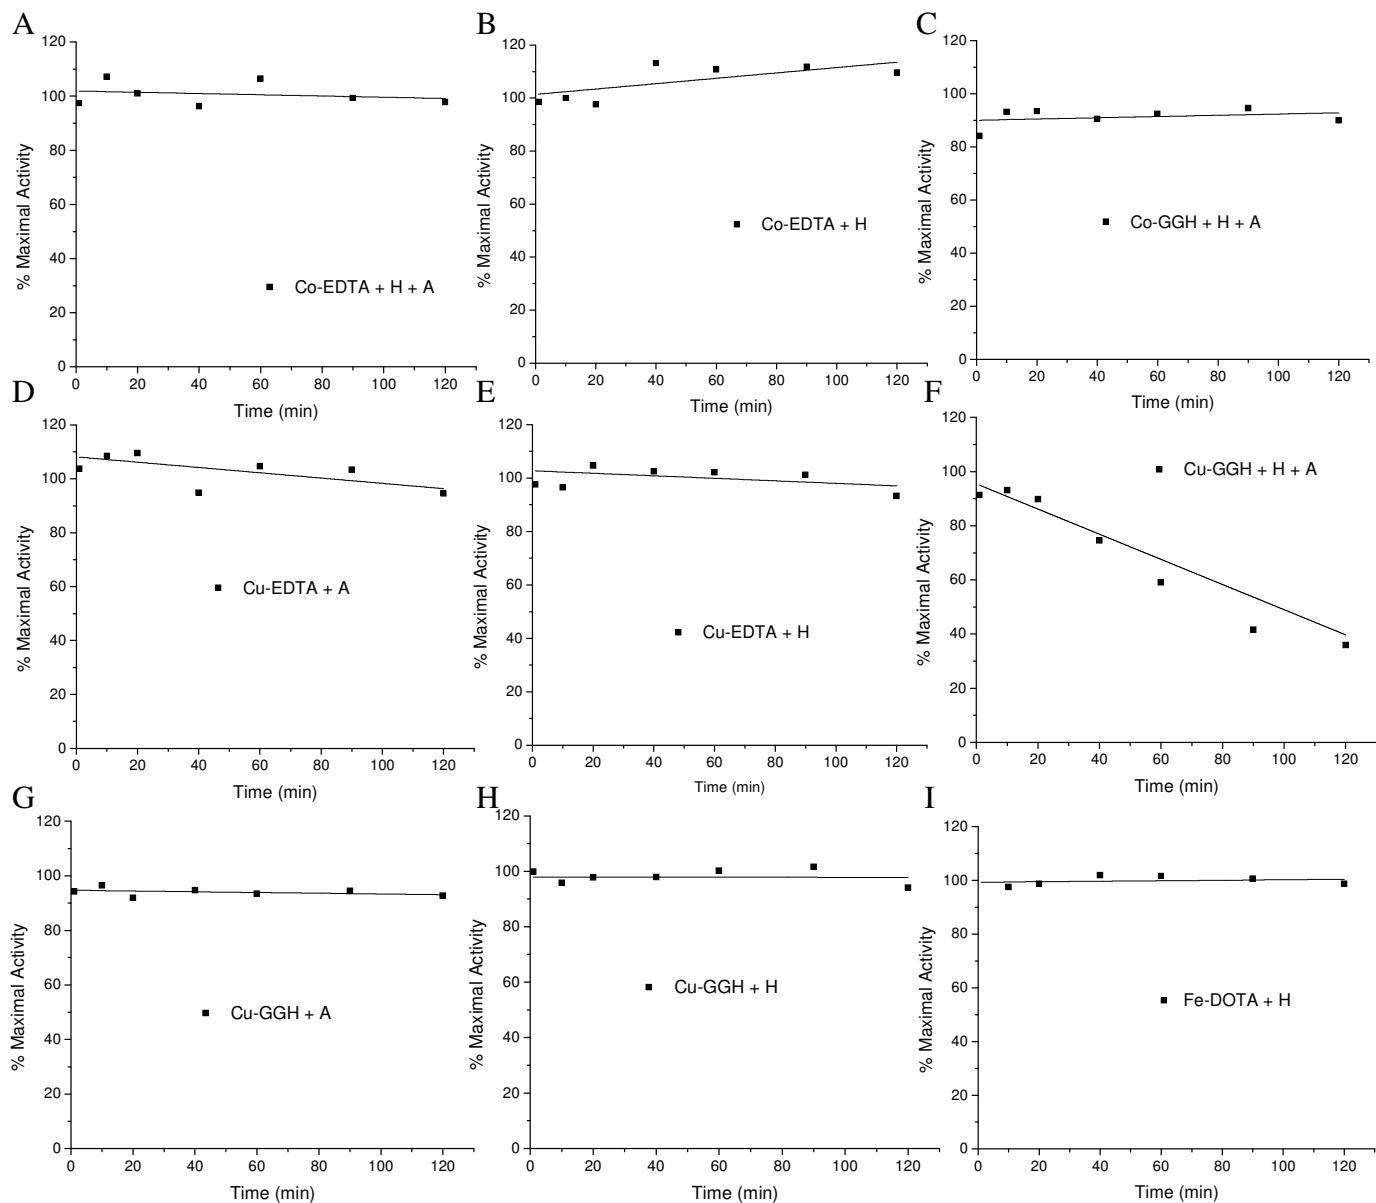 A
B
C
120
100
80
60
40
20
0
% Maximal Activity
Co-EDTA + H + A
0 20 40 60 80 100 120
Time (min)
120
100
80
60
40
20
0
% Maximal Activity
Co-EDTA + H
0 20 40 60 80 100 120
Time (min)
120
100
80
60
40
20
0
% Maximal Activity
Co-GGH + H + A
0 20 40 60 80 100 120
Time (min)
D
E
F
120
100
80
60
40
20
0
% Maximal Activity
Cu-EDTA + A
0 20 40 60 80 100 120
Time (min)
120
100
80
60
40
20
0
% Maximal Activity
Cu-EDTA + H
0 20 40 60 80 100 120
Time (min)
120
100
80
60
40
20
0
% Maximal Activity
Cu-GGH + H + A
0 20 40 60 80 100 120
Time (min)
G
H
I
120
100
80
60
40
20
0
% Maximal Activity
Cu-GGH + A
0 20 40 60 80 100 120
Time (min)
120
100
80
60
40
20
0
% Maximal Activity
Cu-GGH + H
0 20 40 60 80 100 120
Time (min)
120
100
80
60
40
20
0
% Maximal Activity
Fe-DOTA + H
0 20 40 60 80 100 120
Time (min)